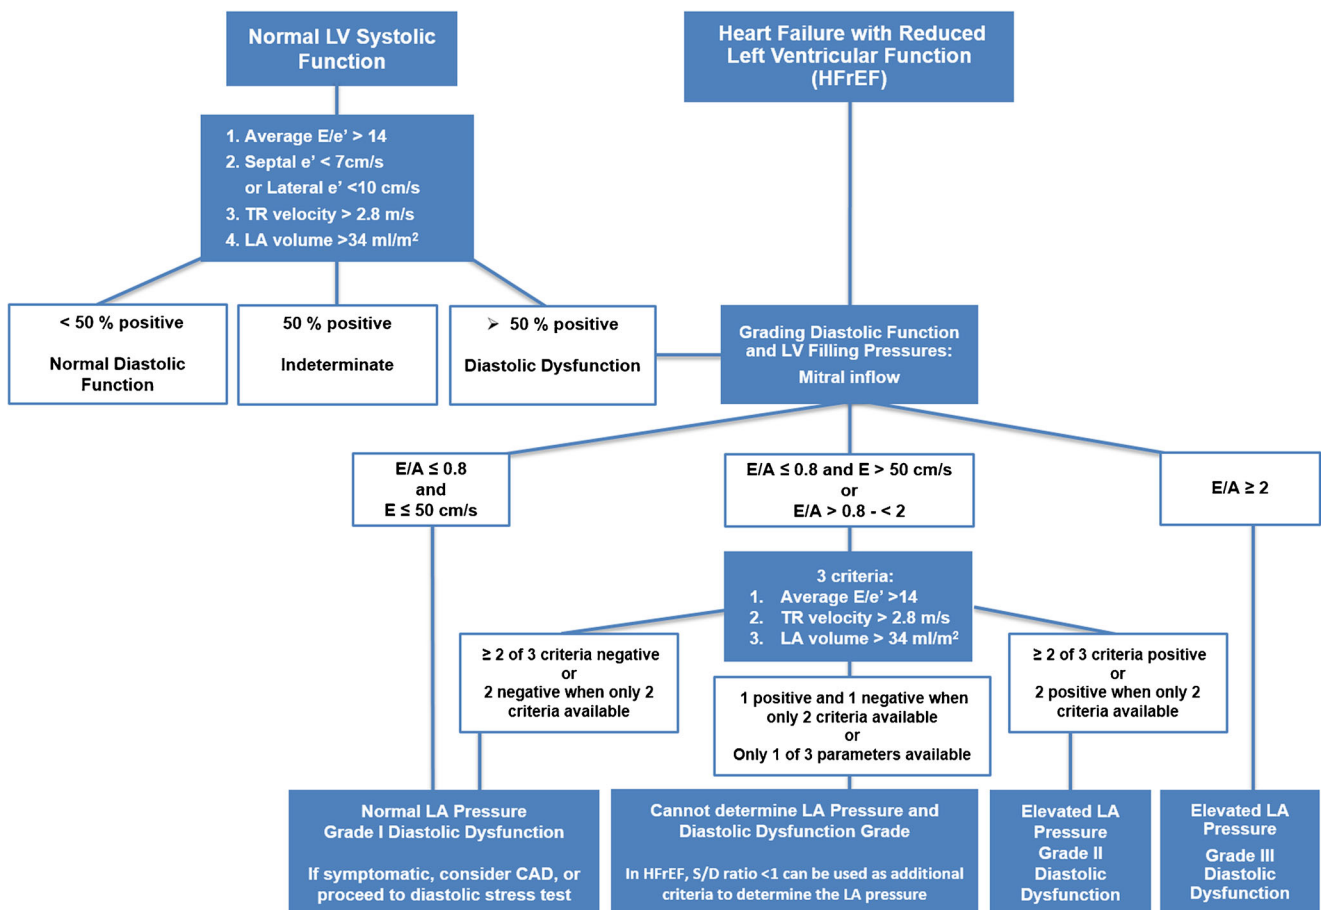 Normal LV Systolic
Function
Heart Failure with Reduced
Left Ventricular Function
(HFrEF)
1. Average E/e’ > 14
2. Septal e’ < 7cm/s
or Lateral e’ <10 cm/s
3. TR velocity > 2.8 m/s
4. LA volume >34 ml/m²
< 50 % positive
Normal Diastolic
Function
50 % positive
Indeterminate
➢ 50 % positive
Diastolic Dysfunction
Grading Diastolic Function
and LV Filling Pressures:
Mitral inflow
E/A ≤ 0.8
and
E ≤ 50 cm/s
E/A ≤ 0.8 and E > 50 cm/s
or
E/A > 0.8 - < 2
E/A ≥ 2
3 criteria:
1. Average E/e’ >14
2. TR velocity > 2.8 m/s
3. LA volume > 34 ml/m²
≥ 2 of 3 criteria negative
or
2 negative when only 2
criteria available
1 positive and 1 negative when
only 2 criteria available
or
Only 1 of 3 parameters available
≥ 2 of 3 criteria positive
or
2 positive when only 2
criteria available
Normal LA Pressure
Grade I Diastolic Dysfunction
If symptomatic, consider CAD, or
proceed to diastolic stress test
Cannot determine LA Pressure and
Diastolic Dysfunction Grade
In HFrEF, S/D ratio <1 can be used as additional
criteria to determine the LA pressure
Elevated LA
Pressure
Grade II
Diastolic
Dysfunction
Elevated LA
Pressure
Grade III
Diastolic
Dysfunction